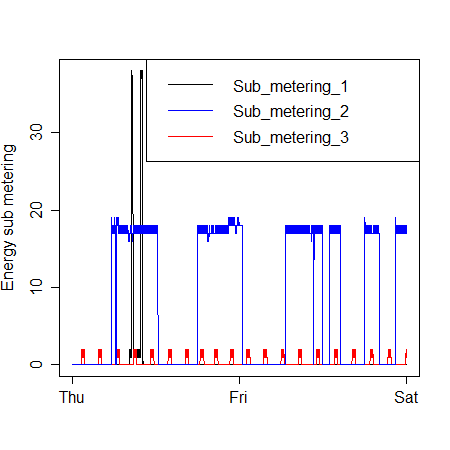 Sub_metering_1
Sub_metering_2
Sub_metering_3
Energy sub metering
30
20
10
0
Thu Fri Sat